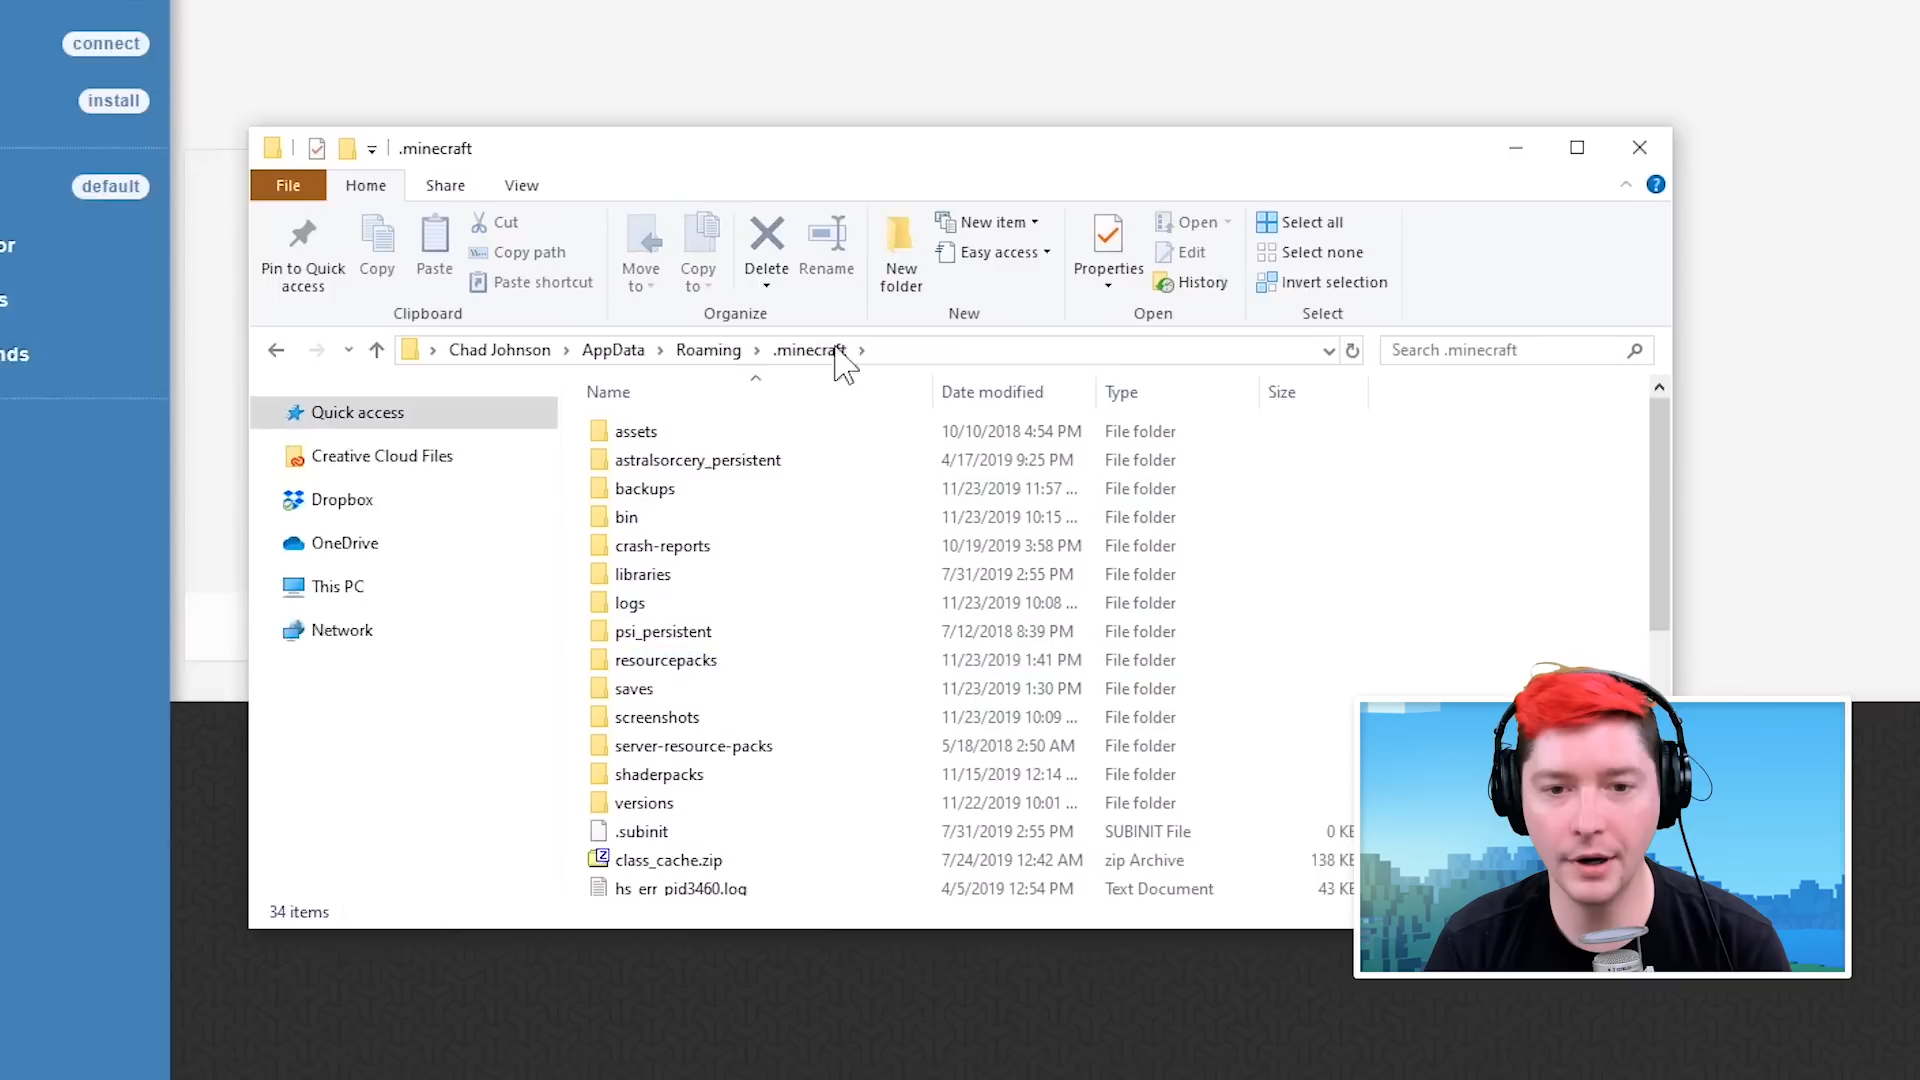 connect
install
default
or
s
nds
.minecraft
File
Home
Share
View
Pin to Quick access
Copy
Paste
Cut
Copy path
Paste shortcut
Clipboard
Move to
Copy to
Delete
Rename
Organize
New folder
New item
Easy access
New
Properties
Open
Edit
History
Open
Select all
Select none
Invert selection
Select
Chad Johnson > AppData > Roaming > .minecraft >
Search .minecraft
Quick access
Creative Cloud Files
Dropbox
OneDrive
This PC
Network
Name Date modified Type Size
assets 10/10/2018 4:54 PM File folder
astralsorcery_persistent 4/17/2019 9:25 PM File folder
backups 11/23/2019 11:57 ... File folder
bin 11/23/2019 10:15 ... File folder
crash-reports 10/19/2019 3:58 PM File folder
libraries 7/31/2019 2:55 PM File folder
logs 11/23/2019 10:08 ... File folder
psi_persistent 7/12/2018 8:39 PM File folder
resourcepacks 11/23/2019 1:41 PM File folder
saves 11/23/2019 1:30 PM File folder
screenshots 11/23/2019 10:09 ... File folder
server-resource-packs 5/18/2018 2:50 AM File folder
shaderpacks 11/15/2019 12:14 ... File folder
versions 11/22/2019 10:01 ... File folder
.subinit 7/31/2019 2:55 PM SUBINIT File 0 KB
class_cache.zip 7/24/2019 12:42 AM zip Archive 138 KB
hs_err_pid3460.log 4/5/2019 12:54 PM Text Document 43 KB
34 items